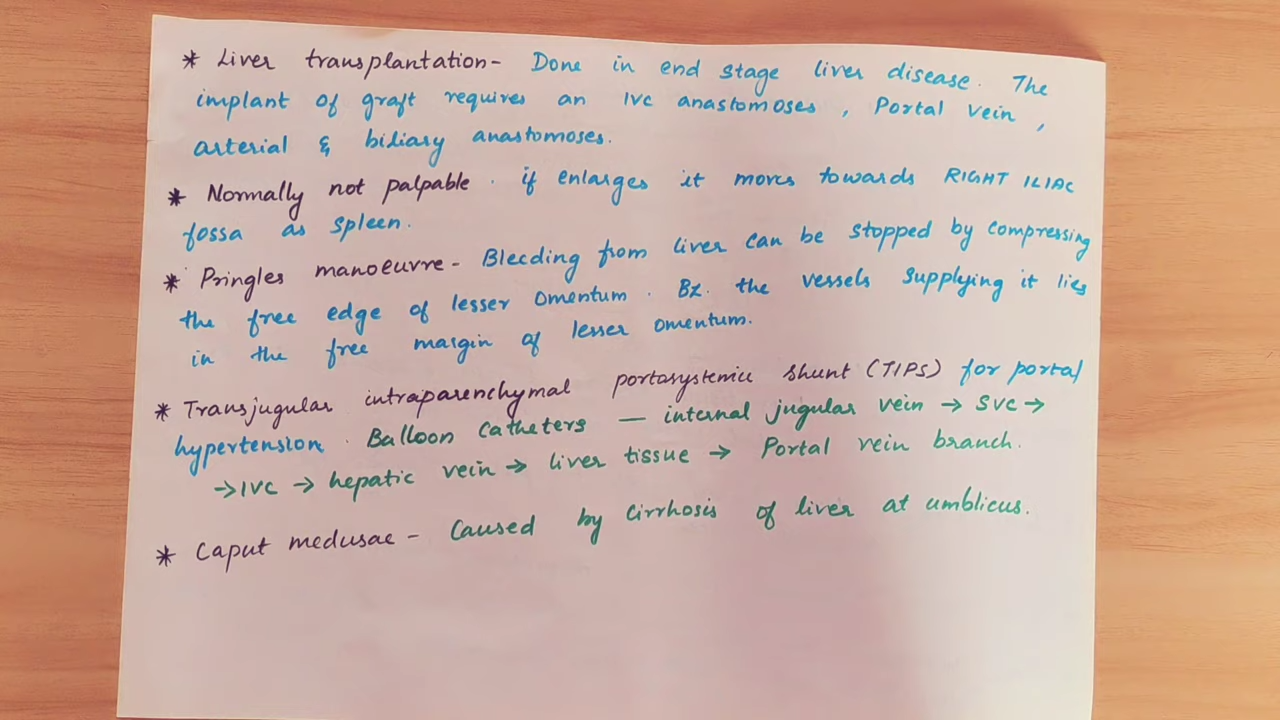 * Liver transplantation- Done in end stage liver disease. The
implant of graft requires an IVC anastomoses, Portal vein,
arterial & biliary anastomoses.
* Normally not palpable. if enlarges it moves towards RIGHT ILIAC
fossa as spleen.
* Pringles manoeuvre- Bleeding from liver can be stopped by compressing
the free edge of lesser omentum. Bz. the vessels supplying it lies
in the free margin of lesser omentum.
* Transjugular intraparenchymal portosystemic shunt (TIPS) for portal
hypertension. Balloon Catheters — internal jugular vein → SVC →
→ IVC → hepatic vein → liver tissue → Portal vein branch.
* Caput medusae - Caused by Cirrhosis of liver at umblicus.